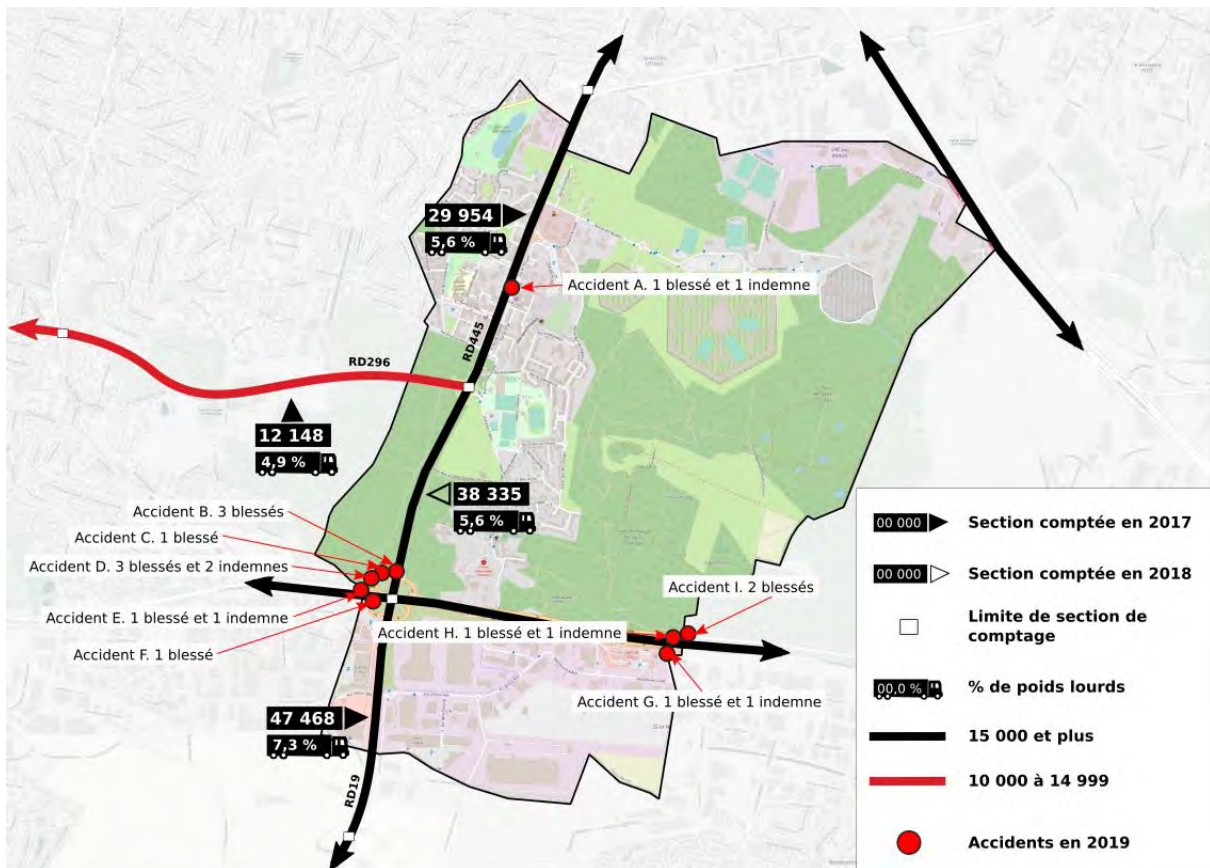 29 954
5,6 %
Accident A. 1 blessé et 1 indemne
RD445
RD296
12 148
4,9 %
38 335
5,6 %
Accident B. 3 blessés
Accident C. 1 blessé
Accident D. 3 blessés et 2 indemnes
Accident E. 1 blessé et 1 indemne
Accident F. 1 blessé
Accident I. 2 blessés
Accident H. 1 blessé et 1 indemne
Accident G. 1 blessé et 1 indemne
47 468
7,3 %
RD19
00 000
Section comptée en 2017
00 000
Section comptée en 2018
Limite de section de
comptage
00,0 %
% de poids lourds
15 000 et plus
10 000 à 14 999
Accidents en 2019